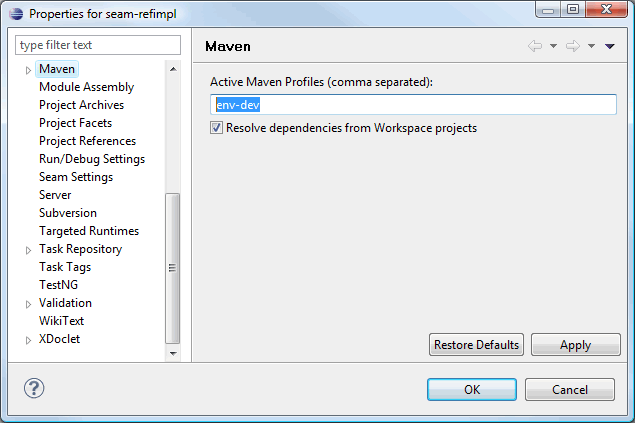 Properties for seam-refimpl
type filter text
Maven
Module Assembly
Project Archives
Project Facets
Project References
Run/Debug Settings
Seam Settings
Server
Subversion
Targeted Runtimes
Task Repository
Task Tags
TestNG
Validation
WikiText
XDoclet
Maven
Active Maven Profiles (comma separated):
env-dev
Resolve dependencies from Workspace projects
Restore Defaults
Apply
?
OK
Cancel